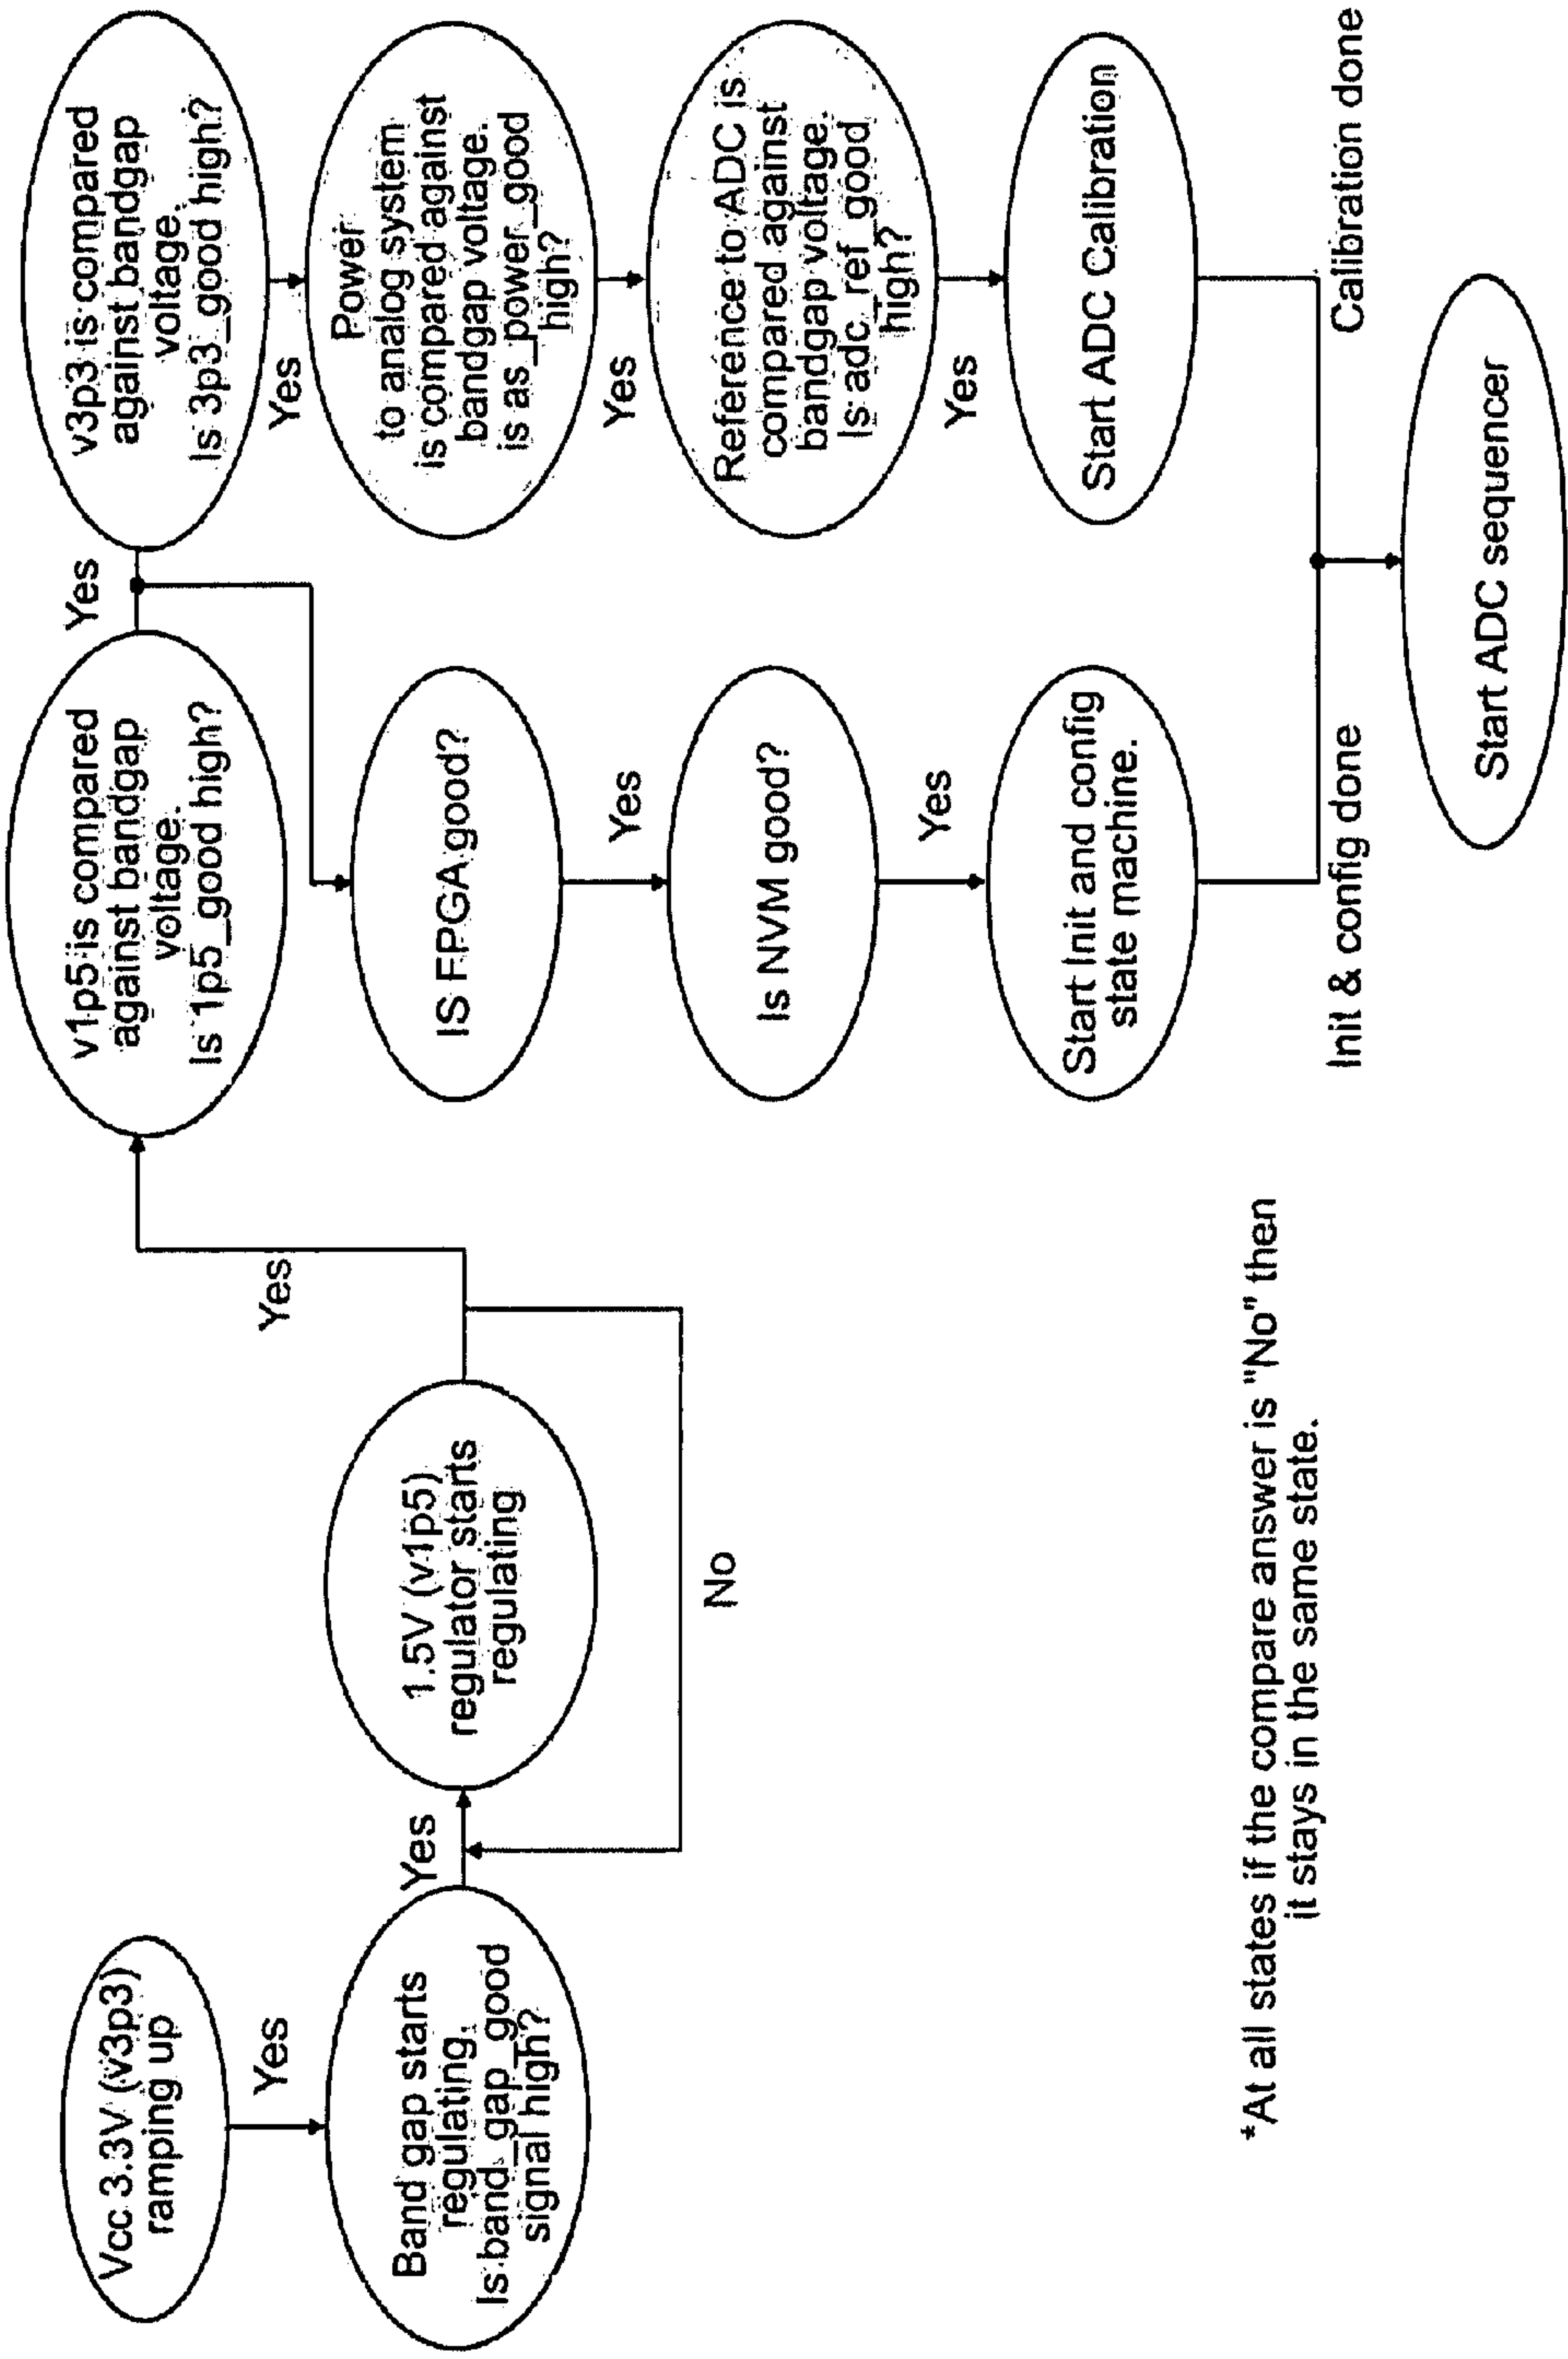 Vcc 3.3V (v3p3)
ramping up
Yes
Band gap starts
regulating.
Is band_gap_good
signal high?
Yes
1.5V (v1p5)
regulator starts
regulating
No
Yes
v1p5 is compared
against bandgap
voltage.
Is 1p5_good high?
Yes
IS FPGA good?
Yes
Is NVM good?
Yes
Start Init and config
state machine.
Init & config done
v3p3 is compared
against bandgap
voltage.
Is 3p3_good high?
Yes
Power
to analog system
is compared against
bandgap voltage.
is as_power_good
high?
Yes
Reference to ADC is
compared against
bandgap voltage.
Is adc_ref_good
high?
Yes
Start ADC Calibration
Calibration done
Start ADC sequencer
*At all states if the compare answer is "No" then
it stays in the same state.